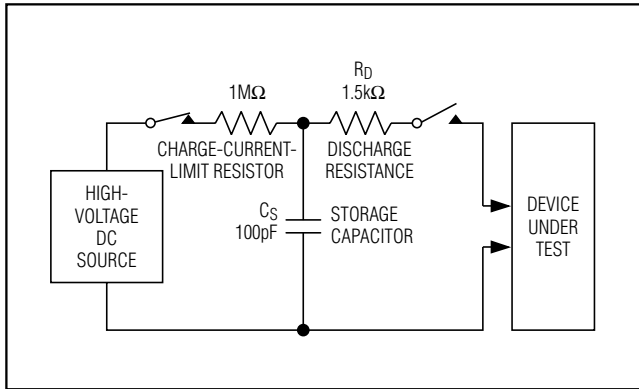 1MΩ
CHARGE-CURRENT-
LIMIT RESISTOR
R_D
1.5kΩ
DISCHARGE
RESISTANCE
HIGH-
VOLTAGE
DC
SOURCE
C_S
100pF
STORAGE
CAPACITOR
DEVICE
UNDER
TEST